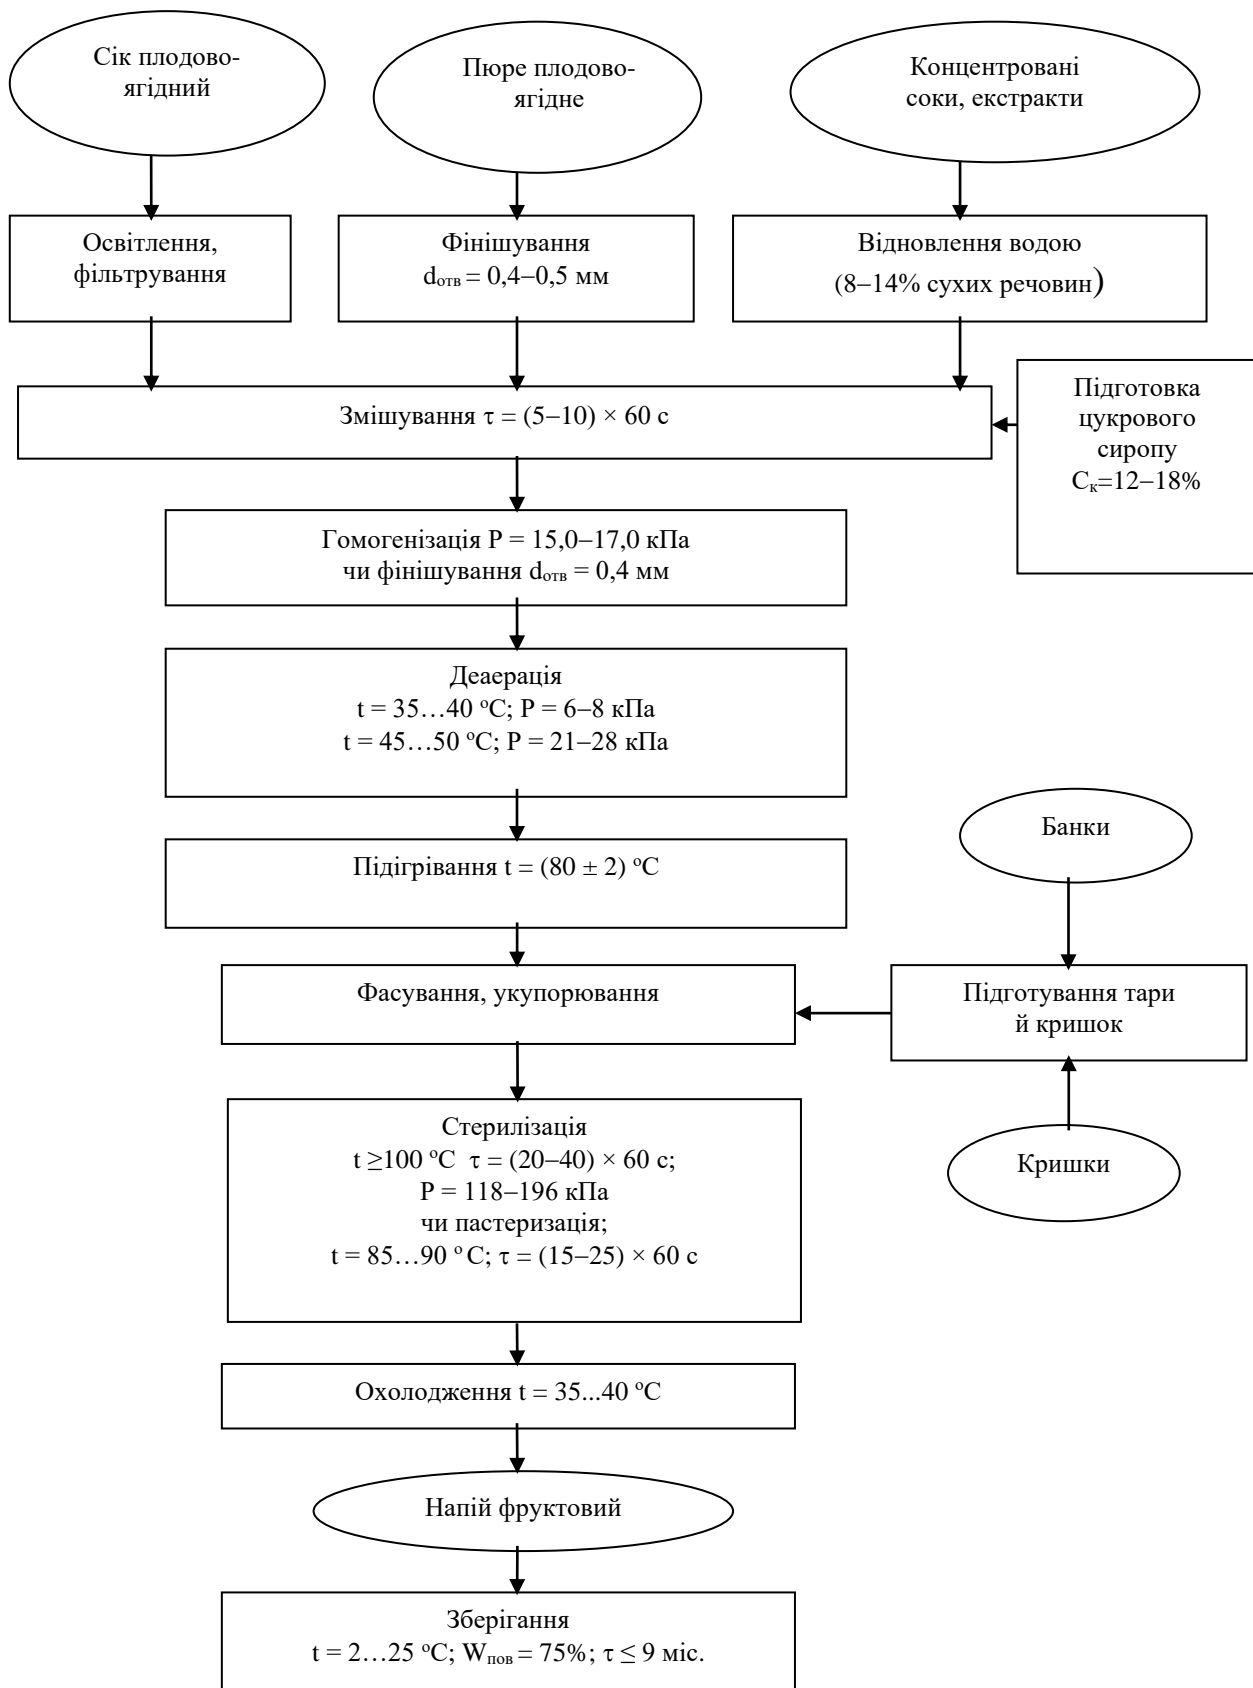 Сік плодово-
ягідний
Пюре плодово-
ягідне
Концентровані
соки, екстракти
Освітлення,
фільтрування
Фінішування
dотв = 0,4–0,5 мм
Відновлення водою
(8–14% сухих речовин)
Змішування τ = (5–10) × 60 с
Підготовка
цукрового
сиропу
Cк=12–18%
Гомогенізація Р = 15,0–17,0 кПа
чи фінішування dотв = 0,4 мм
Деаерація
t = 35…40 ºС; Р = 6–8 кПа
t = 45…50 ºС; Р = 21–28 кПа
Підігрівання t = (80 ± 2) ºС
Банки
Фасування, укупорювання
Підготування тари
й кришок
Кришки
Стерилізація
t ≥100 ºС τ = (20–40) × 60 с;
Р = 118–196 кПа
чи пастеризація;
t = 85…90 º С; τ = (15–25) × 60 с
Охолодження t = 35...40 ºС
Напій фруктовий
Зберігання
t = 2…25 ºС; Wпов = 75%; τ ≤ 9 міс.